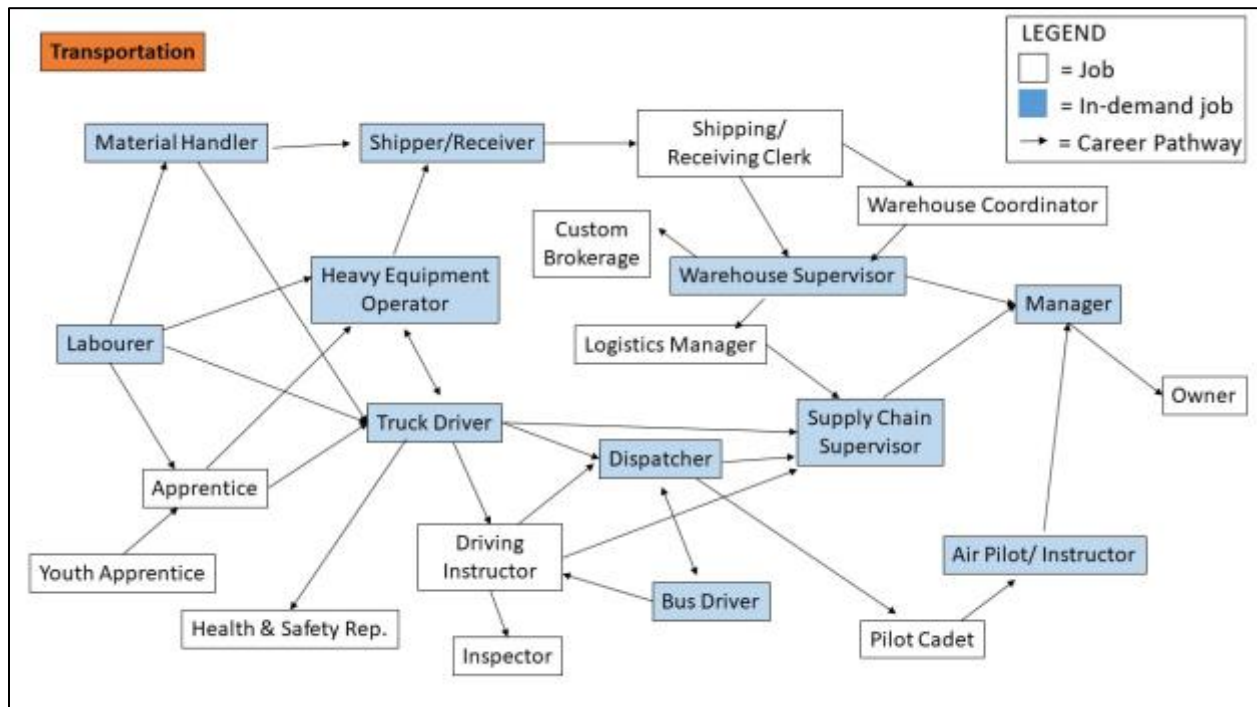 Transportation
LEGEND
= Job
= In-demand job
= Career Pathway
Material Handler
Shipper/Receiver
Shipping/
Receiving Clerk
Warehouse Coordinator
Custom
Brokerage
Heavy Equipment
Operator
Warehouse Supervisor
Manager
Labourer
Logistics Manager
Owner
Truck Driver
Supply Chain
Supervisor
Dispatcher
Apprentice
Driving
Instructor
Air Pilot/ Instructor
Youth Apprentice
Bus Driver
Health & Safety Rep.
Pilot Cadet
Inspector